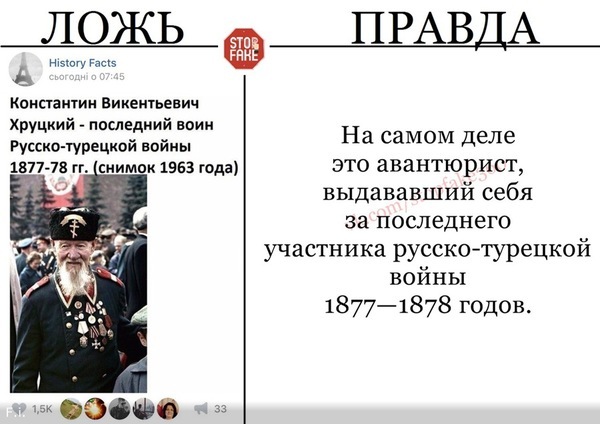 ЛОЖЬ
STOP
FAKE
ПРАВДА
History Facts
сьогодні о 07:45
Константин Викентьевич
Хруцкий - последний воин
Русско-турецкой войны
1877-78 гг. (снимок 1963 года)
1,5K
33
На самом деле
это авантюрист,
выдававший себя
за последнего
участника русско-турецкой
войны
1877—1878 годов.